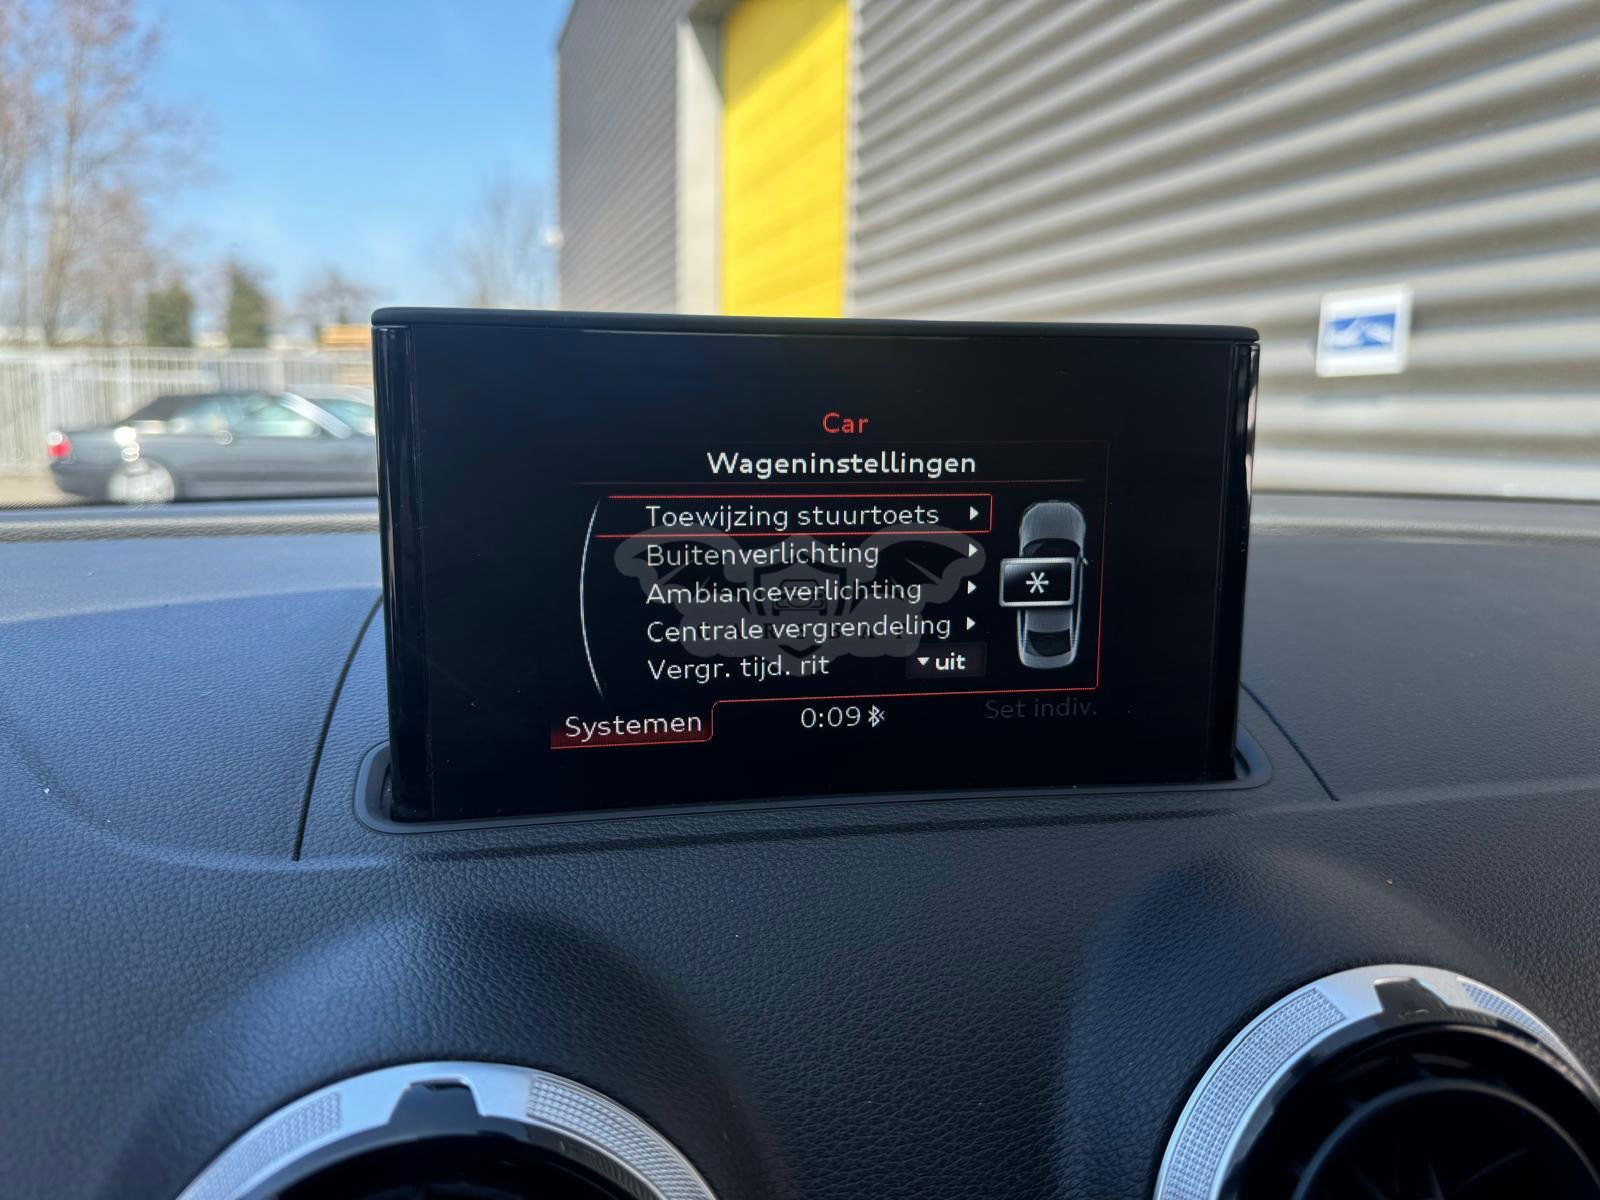 Car
Wageninstellingen
Toewijzing stuurtoets
Buitenverlichting
Ambianceverlichting
Centrale vergrendeling
Vergr. tijd. rit uit
Systemen 0:09 Set indiv.